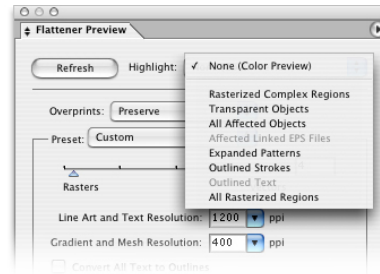 Flattener Preview
Refresh
Highlight:
✓ None (Color Preview)
Rasterized Complex Regions
Transparent Objects
All Affected Objects
Affected Linked EPS Files
Expanded Patterns
Outlined Strokes
Outlined Text
All Rasterized Regions
Overprints: Preserve
Preset: Custom
Rasters
Line Art and Text Resolution: 1200 ppi
Gradient and Mesh Resolution: 400 ppi
Convert All Text to Outlines